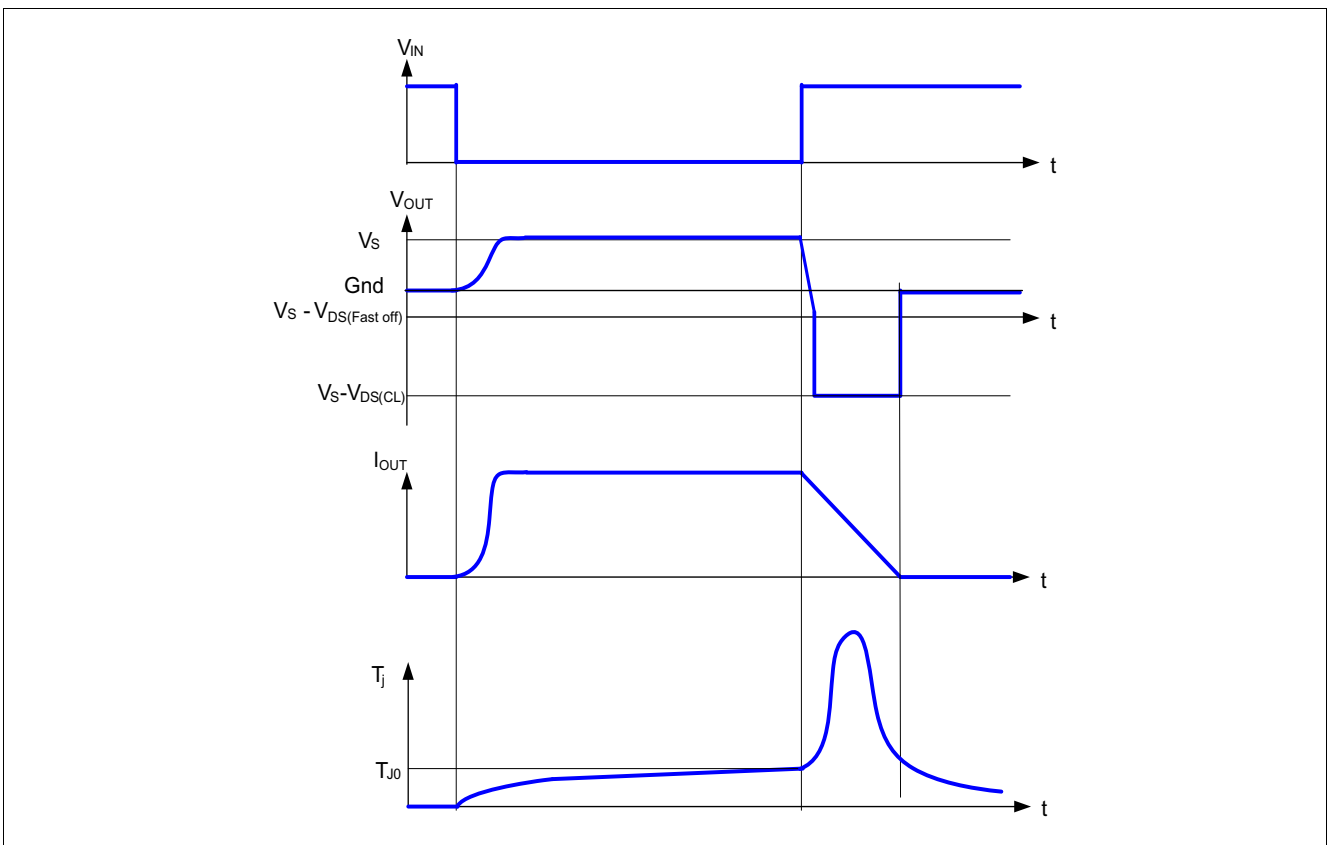 VIN
t
VOUT
VS
Gnd
VS - VDS(Fast off)
t
VS-VDS(CL)
IOUT
t
Tj
TJ0
t